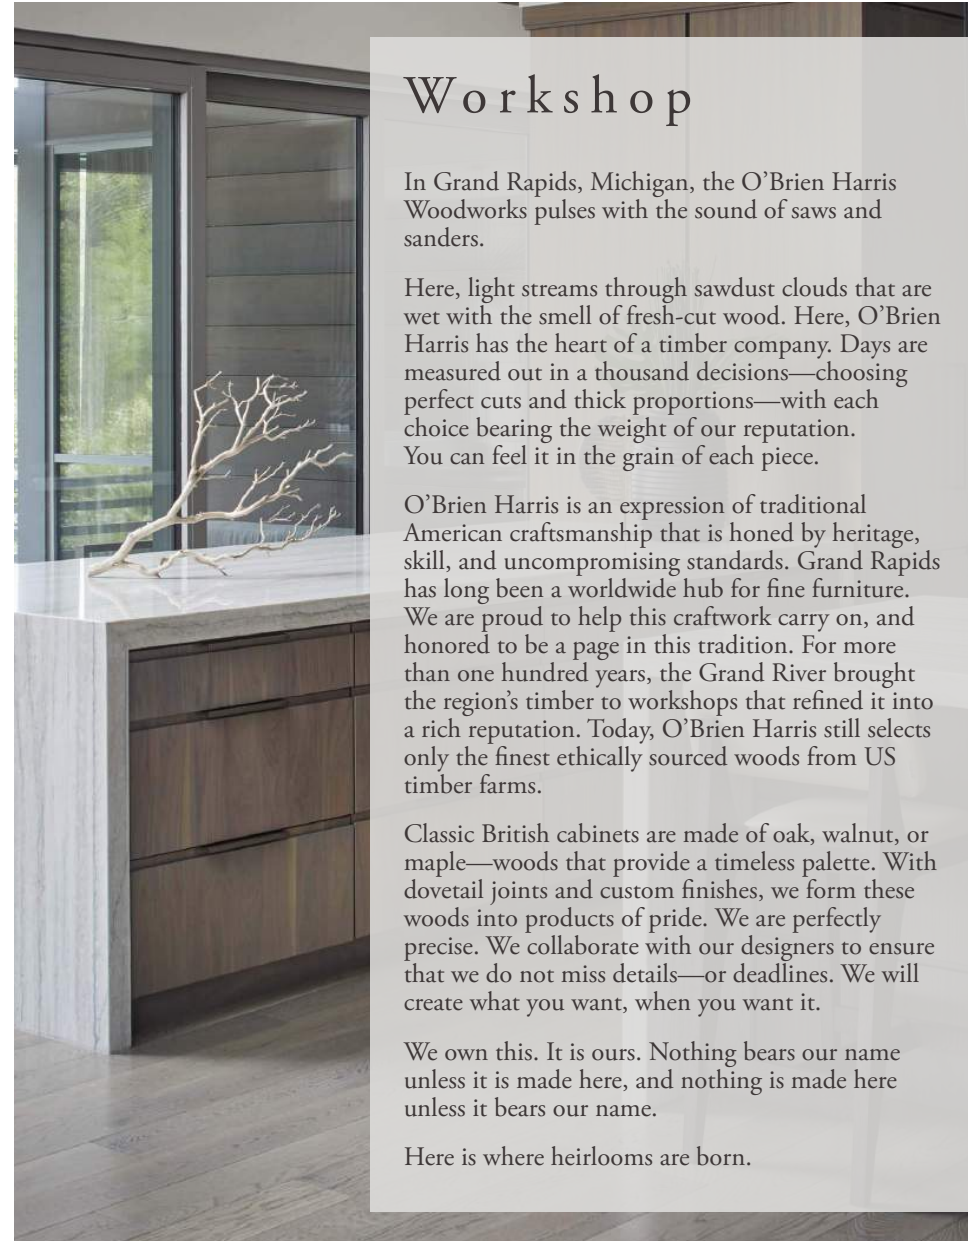 Workshop
In Grand Rapids, Michigan, the O’Brien Harris
Woodworks pulses with the sound of saws and
sanders.
Here, light streams through sawdust clouds that are
wet with the smell of fresh-cut wood. Here, O’Brien
Harris has the heart of a timber company. Days are
measured out in a thousand decisions—choosing
perfect cuts and thick proportions—with each
choice bearing the weight of our reputation.
You can feel it in the grain of each piece.
O’Brien Harris is an expression of traditional
American craftsmanship that is honed by heritage,
skill, and uncompromising standards. Grand Rapids
has long been a worldwide hub for fine furniture.
We are proud to help this craftwork carry on, and
honored to be a page in this tradition. For more
than one hundred years, the Grand River brought
the region’s timber to workshops that refined it into
a rich reputation. Today, O’Brien Harris still selects
only the finest ethically sourced woods from US
timber farms.
Classic British cabinets are made of oak, walnut, or
maple—woods that provide a timeless palette. With
dovetail joints and custom finishes, we form these
woods into products of pride. We are perfectly
precise. We collaborate with our designers to ensure
that we do not miss details—or deadlines. We will
create what you want, when you want it.
We own this. It is ours. Nothing bears our name
unless it is made here, and nothing is made here
unless it bears our name.
Here is where heirlooms are born.